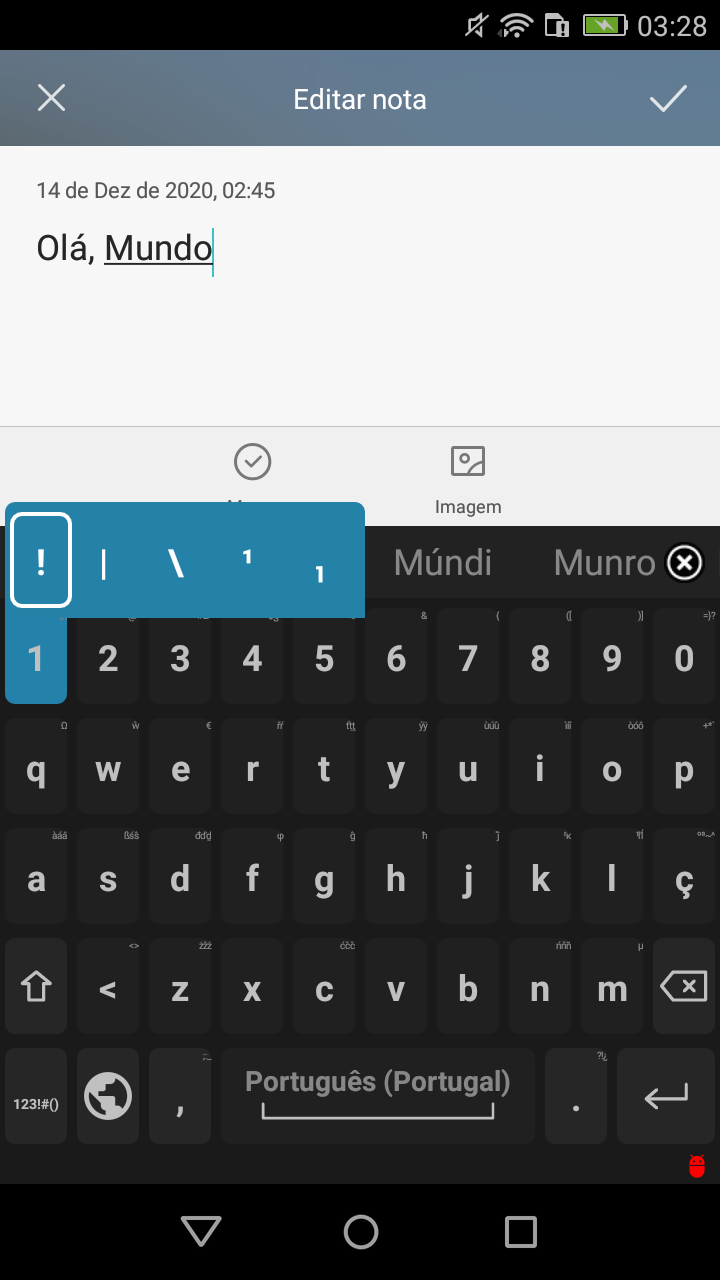 03:28
Editar nota
14 de Dez de 2020, 02:45
Olá, Mundo
Imagem
! | \ ¹ ₁
Múndi Munro
1 2 3 4 5 6 7 8 9 0
q w e r t y u i o p
a s d f g h j k l ç
< z x c v b n m
123!#() , Português (Portugal) .